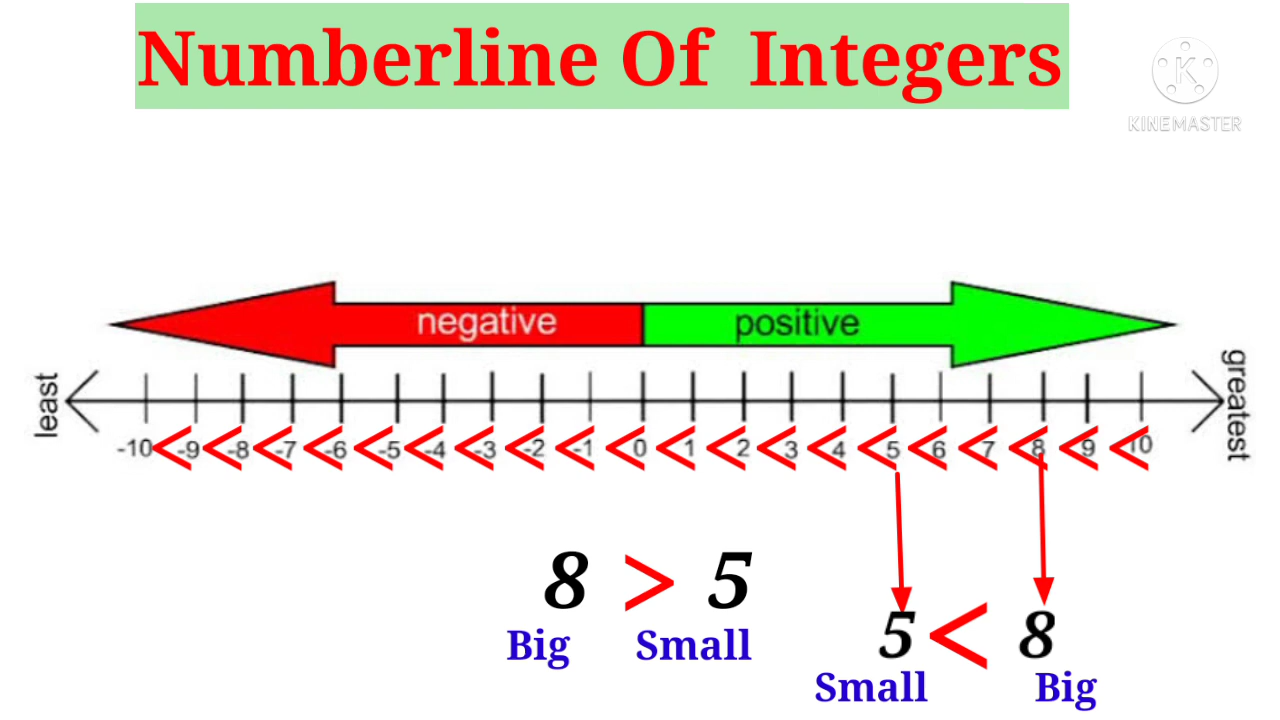 Numberline Of Integers
KINEMASTER
negative positive
least
greatest
-10<-9<-8<-7<-6<-5<-4<-3<-2<-1<0<1<2<3<4<5<6<7<8<9<10
8 > 5
Big Small
5 < 8
Small Big